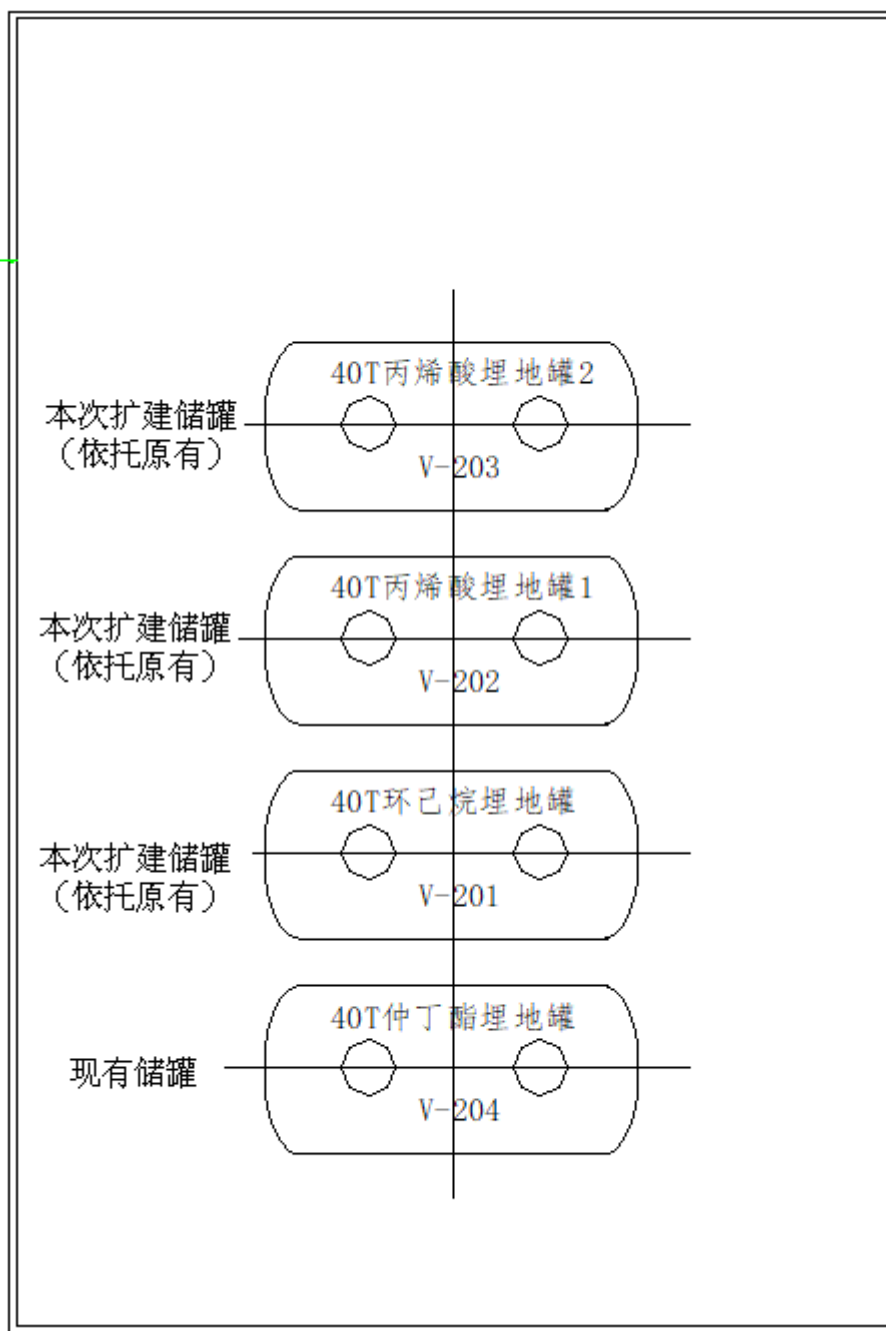 40T丙烯酸埋地罐2
本次扩建储罐
（依托原有）
V-203
40T丙烯酸埋地罐1
本次扩建储罐
（依托原有）
V-202
40T环己烷埋地罐
本次扩建储罐
（依托原有）
V-201
40T仲丁酯埋地罐
现有储罐
V-204